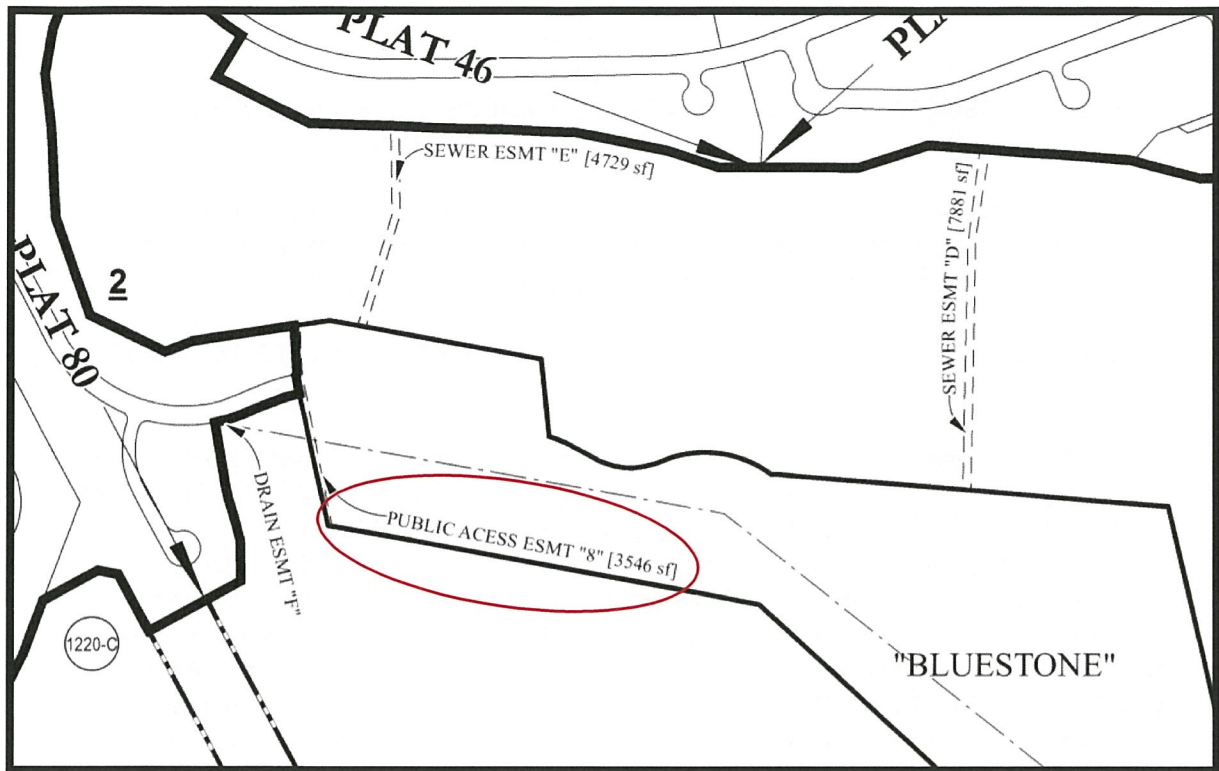 PLAT 46
PLA
SEWER ESMT "E" [4729 sf]
SEWER ESMT "D" [7881 sf]
2
PLAT 80
DRAIN ESMT "F"
PUBLIC ACESS ESMT "8" [3546 sf]
1220-C
"BLUESTONE"